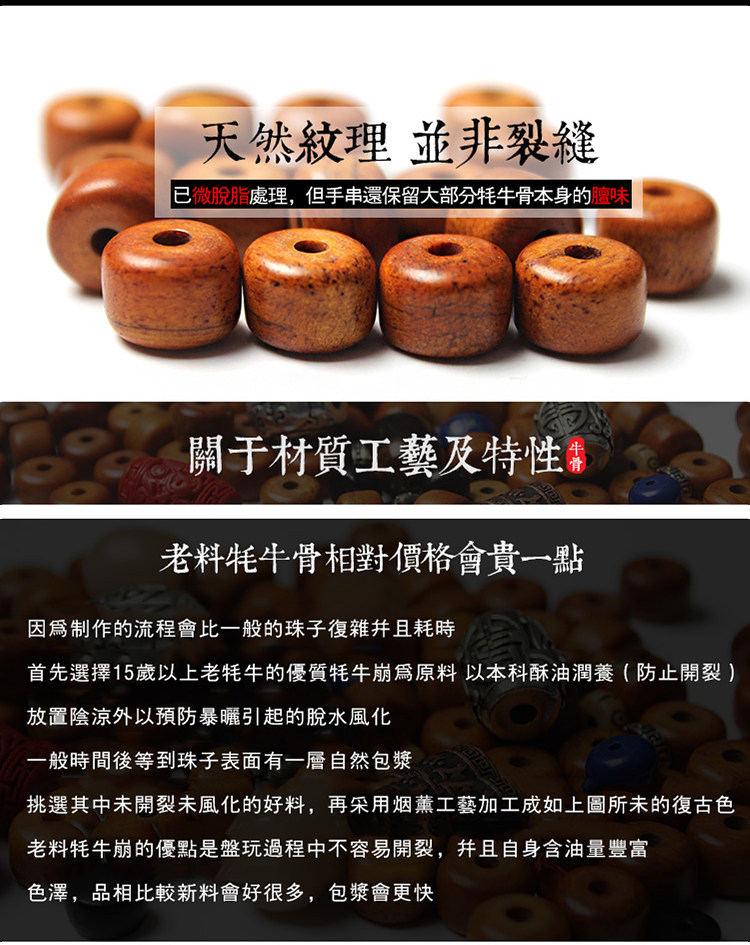 天然紋理 並非裂縫
已微脫脂處理，但手串還保留大部分牦牛骨本身的膻味
關于材質工藝及特性
牛骨
老料牦牛骨相對價格會貴一點
因爲制作的流程會比一般的珠子復雜幷且耗時
首先選擇15歲以上老牦牛的優質牦牛崩爲原料 以本科酥油潤養（防止開裂）
放置陰涼外以預防暴曬引起的脫水風化
一般時間後等到珠子表面有一層自然包漿
挑選其中未開裂未風化的好料，再采用烟薰工藝加工成如上圖所未的復古色
老料牦牛崩的優點是盤玩過程中不容易開裂，幷且自身含油量豐富
色澤，品相比較新料會好很多，包漿會更快